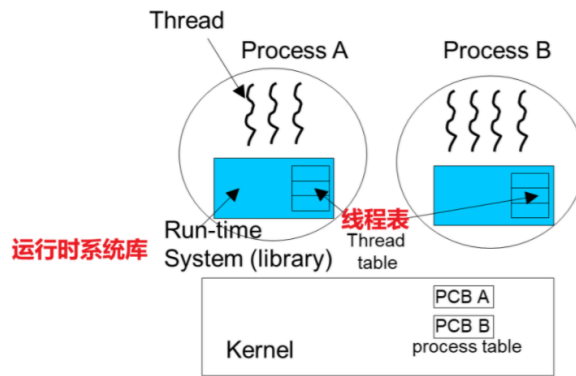 Thread
Process A
Process B
运行时系统库
Run-time
System (library)
线程表
Thread
table
Kernel
PCB A
PCB B
process table